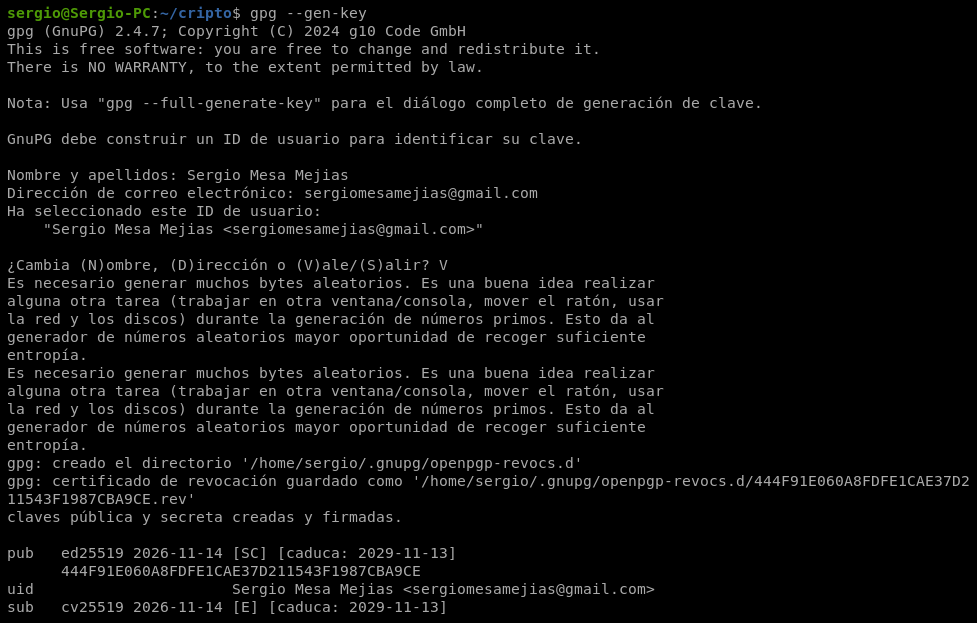 sergio@Sergio-PC:~/cripto$ gpg --gen-key
gpg (GnuPG) 2.4.7; Copyright (C) 2024 g10 Code GmbH
This is free software: you are free to change and redistribute it.
There is NO WARRANTY, to the extent permitted by law.

Nota: Usa "gpg --full-generate-key" para el diálogo completo de generación de clave.

GnuPG debe construir un ID de usuario para identificar su clave.

Nombre y apellidos: Sergio Mesa Mejias
Dirección de correo electrónico: sergiomesamejias@gmail.com
Ha seleccionado este ID de usuario:
    "Sergio Mesa Mejias <sergiomesamejias@gmail.com>"

¿Cambia (N)ombre, (D)irección o (V)ale/(S)alir? V
Es necesario generar muchos bytes aleatorios. Es una buena idea realizar
alguna otra tarea (trabajar en otra ventana/consola, mover el ratón, usar
la red y los discos) durante la generación de números primos. Esto da al
generador de números aleatorios mayor oportunidad de recoger suficiente
entropía.
Es necesario generar muchos bytes aleatorios. Es una buena idea realizar
alguna otra tarea (trabajar en otra ventana/consola, mover el ratón, usar
la red y los discos) durante la generación de números primos. Esto da al
generador de números aleatorios mayor oportunidad de recoger suficiente
entropía.
gpg: creado el directorio '/home/sergio/.gnupg/openpgp-revocs.d'
gpg: certificado de revocación guardado como '/home/sergio/.gnupg/openpgp-revocs.d/444F91E060A8FDFE1CAE37D2
11543F1987CBA9CE.rev'
claves pública y secreta creadas y firmadas.

pub   ed25519 2026-11-14 [SC] [caduca: 2029-11-13]
      444F91E060A8FDFE1CAE37D211543F1987CBA9CE
uid                      Sergio Mesa Mejias <sergiomesamejias@gmail.com>
sub   cv25519 2026-11-14 [E] [caduca: 2029-11-13]